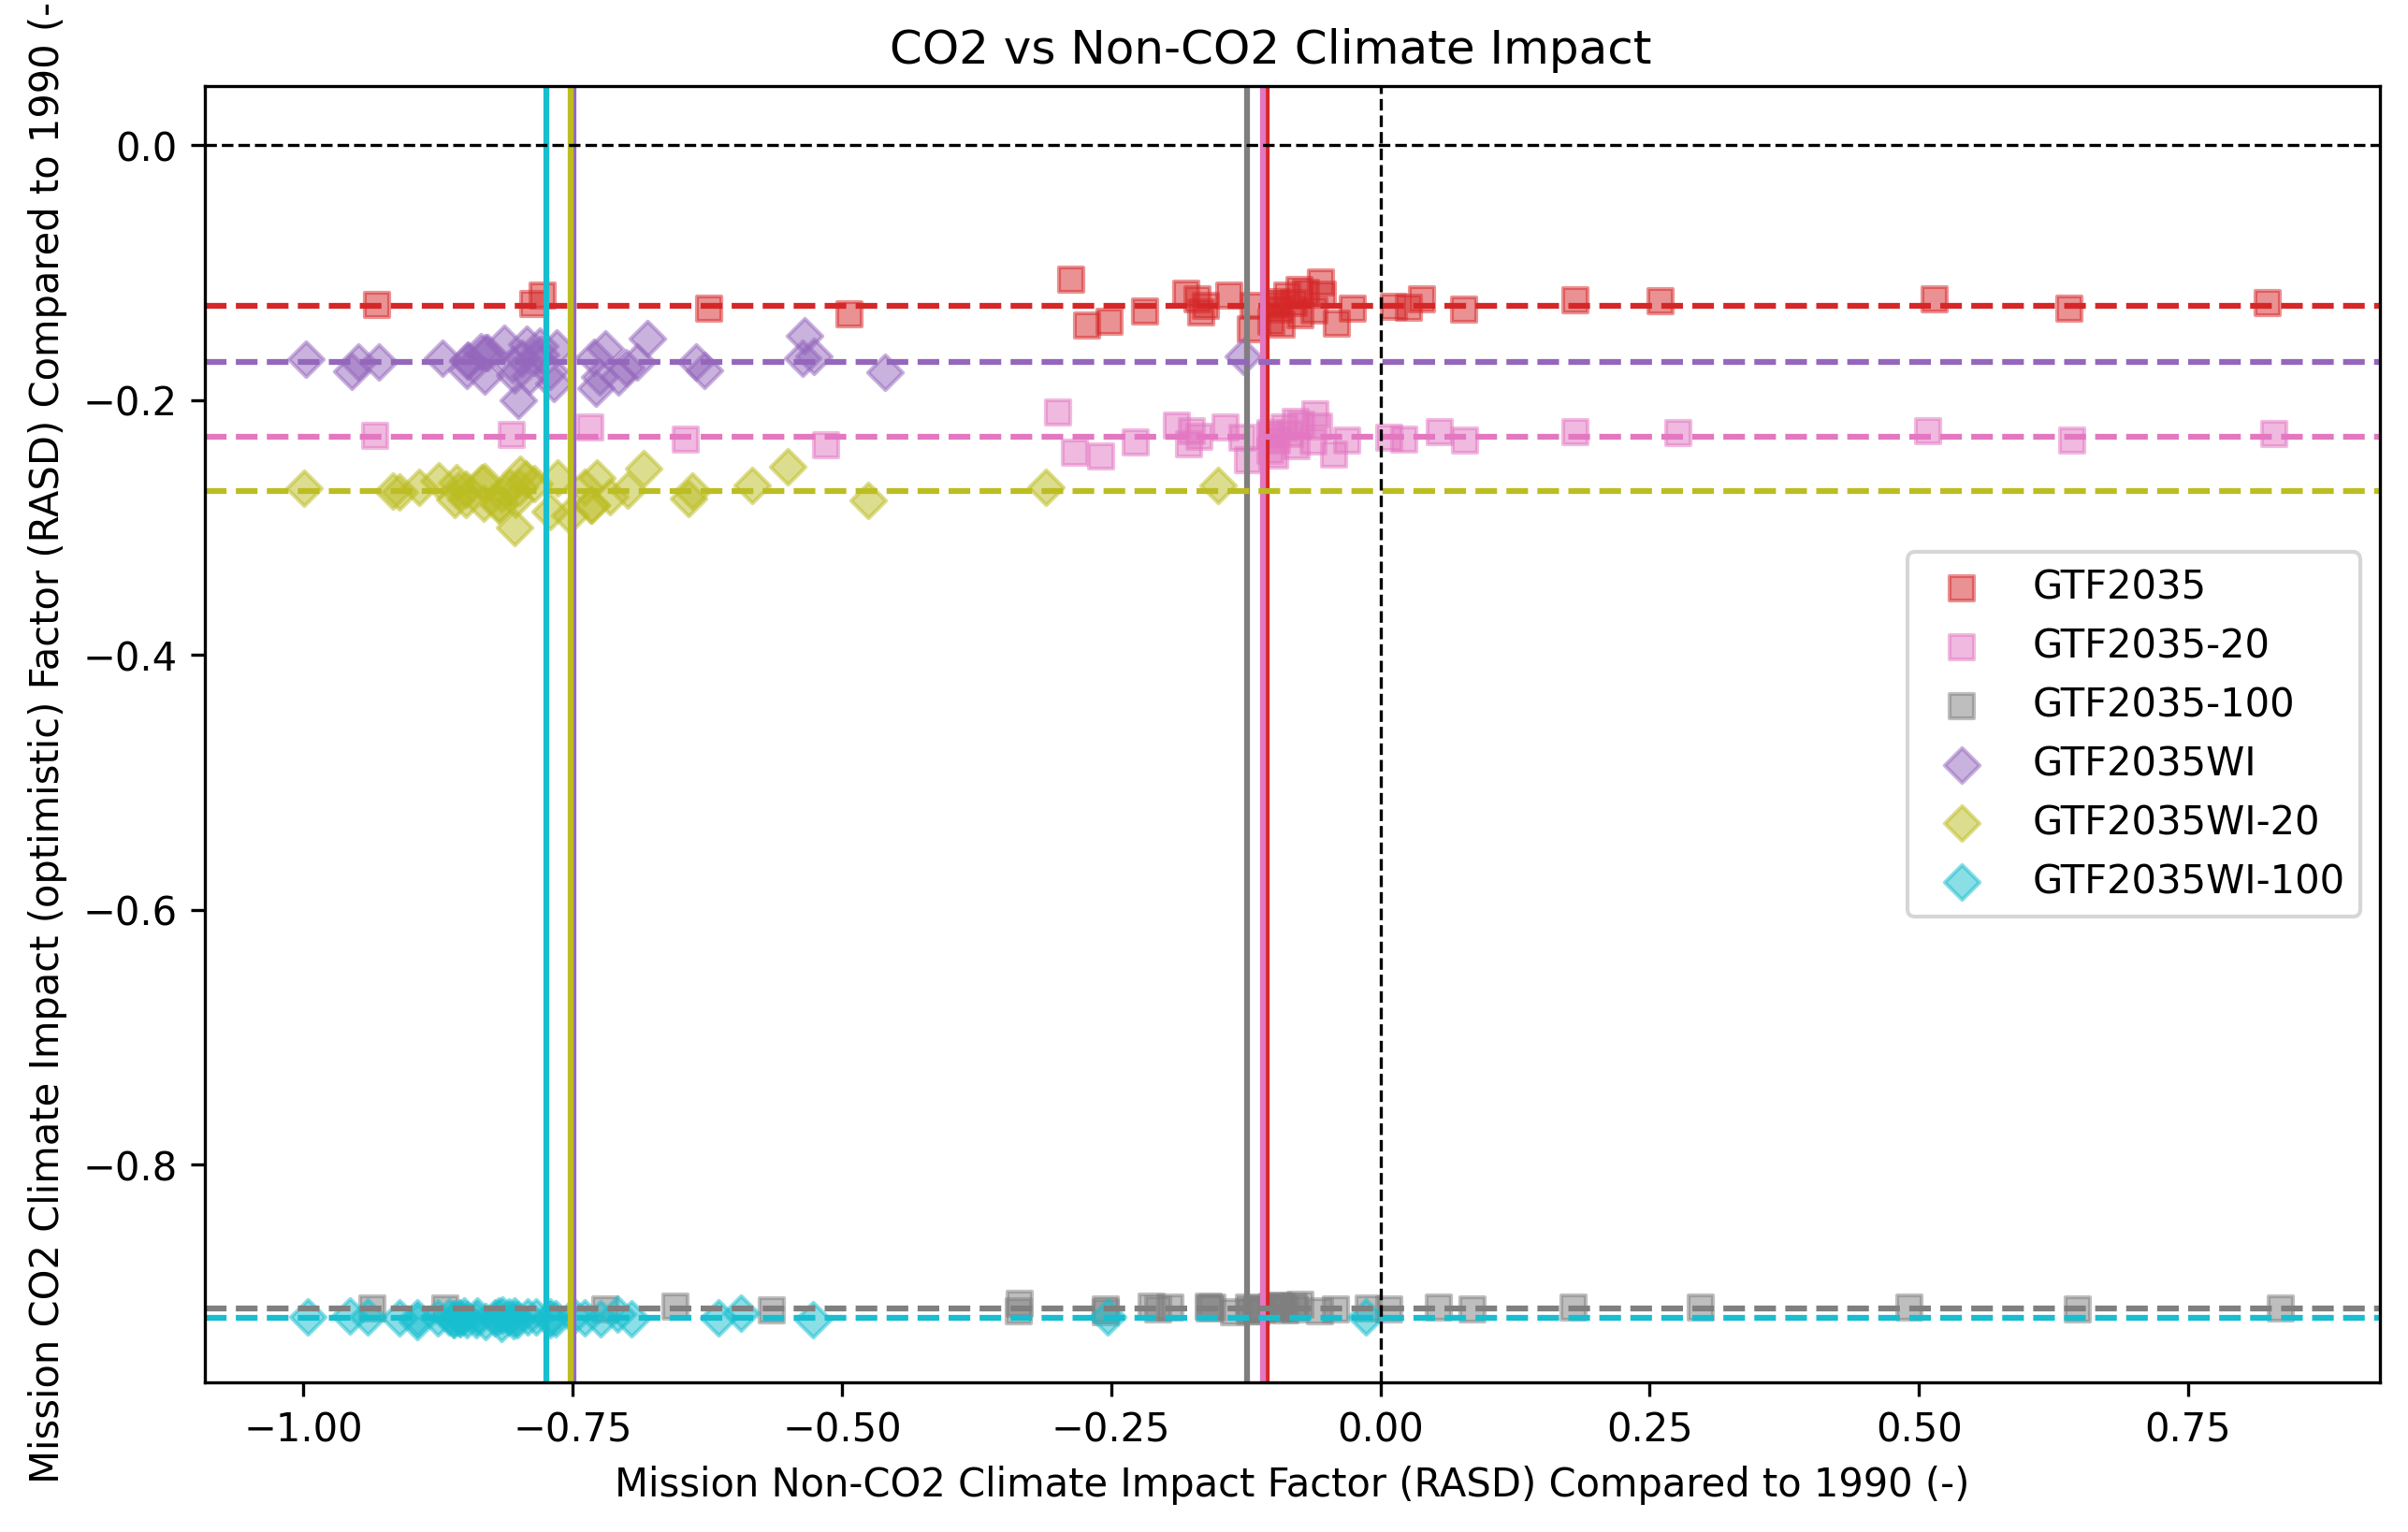 CO2 vs Non-CO2 Climate Impact
Mission CO2 Climate Impact (optimistic) Factor (RASD) Compared to 1990 (-
0.0
−0.2
−0.4
−0.6
−0.8
GTF2035
GTF2035-20
GTF2035-100
GTF2035WI
GTF2035WI-20
GTF2035WI-100
−1.00
−0.75
−0.50
−0.25
0.00
0.25
0.50
0.75
Mission Non-CO2 Climate Impact Factor (RASD) Compared to 1990 (-)